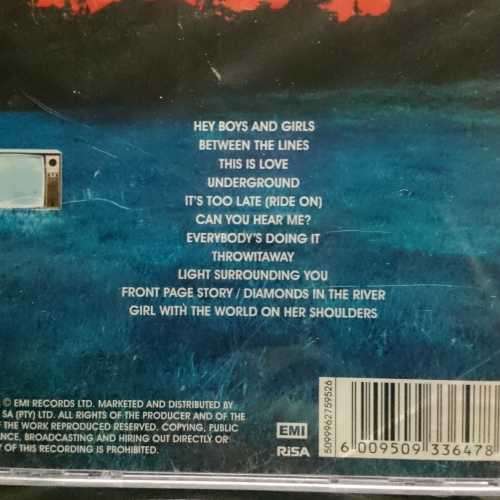 HEY BOYS AND GIRLS
BETWEEN THE LINES
THIS IS LOVE
UNDERGROUND
IT'S TOO LATE (RIDE ON)
CAN YOU HEAR ME?
EVERYBODY'S DOING IT
THROWITAWAY
LIGHT SURROUNDING YOU
FRONT PAGE STORY / DIAMONDS IN THE RIVER
GIRL WITH THE WORLD ON HER SHOULDERS
© EMI RECORDS LTD. MARKETED AND DISTRIBUTED BY
SA (PTY) LTD. ALL RIGHTS OF THE PRODUCER AND OF THE
OF THE WORK REPRODUCED RESERVED. COPYING, PUBLIC
ANCE, BROADCASTING AND HIRING OUT DIRECTLY OR
Y OF THIS RECORDING IS PROHIBITED.
EMI
RiSA
5099962759526
6 009509 336478